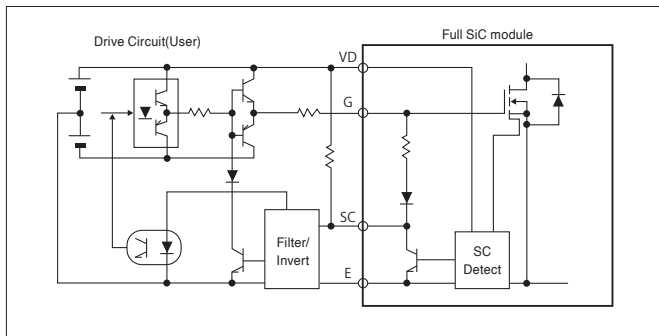 Drive Circuit(User)
Full SiC module
VD
G
SC
Filter/
Invert
SC
Detect
E